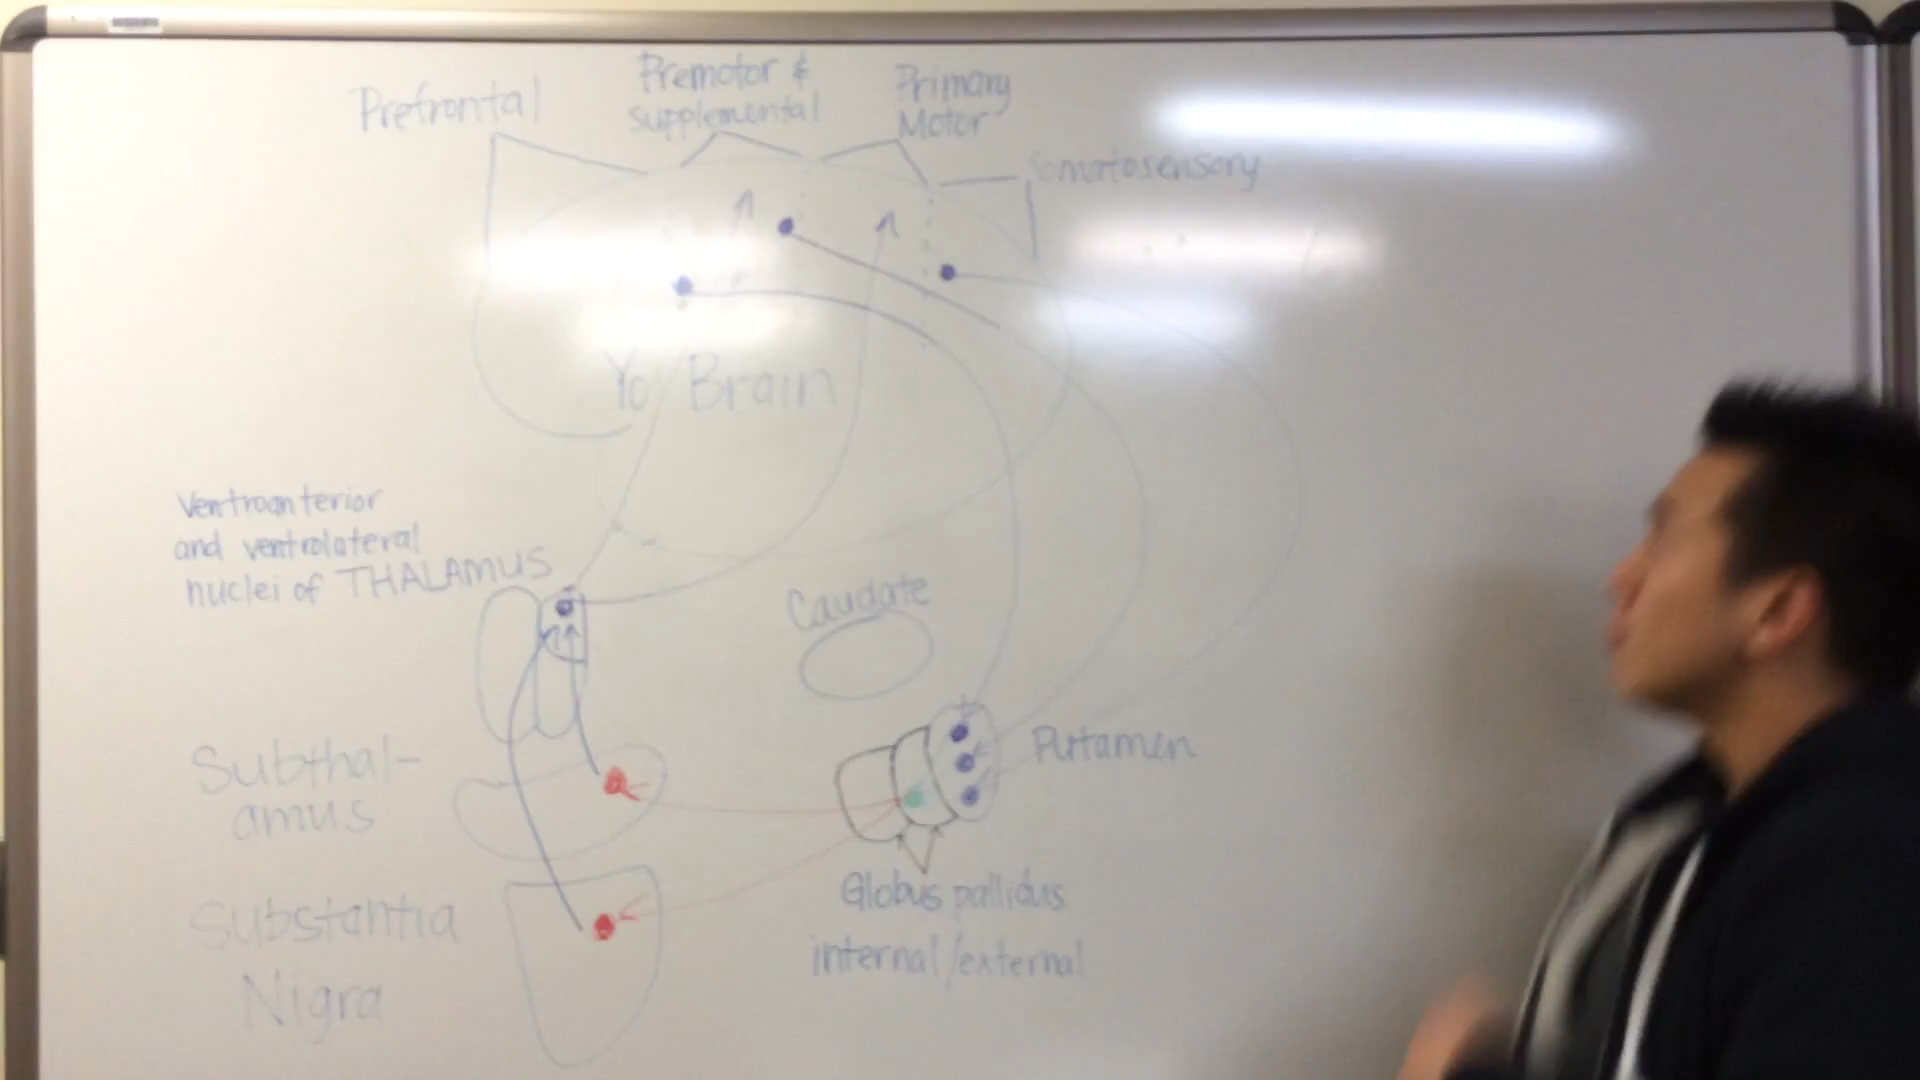 Prefrontal
Premotor &
supplemental
Primary
Motor
Somatosensory
Yo Brain
Ventroanterior
and ventrolateral
nuclei of THALAMUS
Caudate
Putamen
Subthal-
amus
Globus pallidus
internal/external
Substantia
Nigra